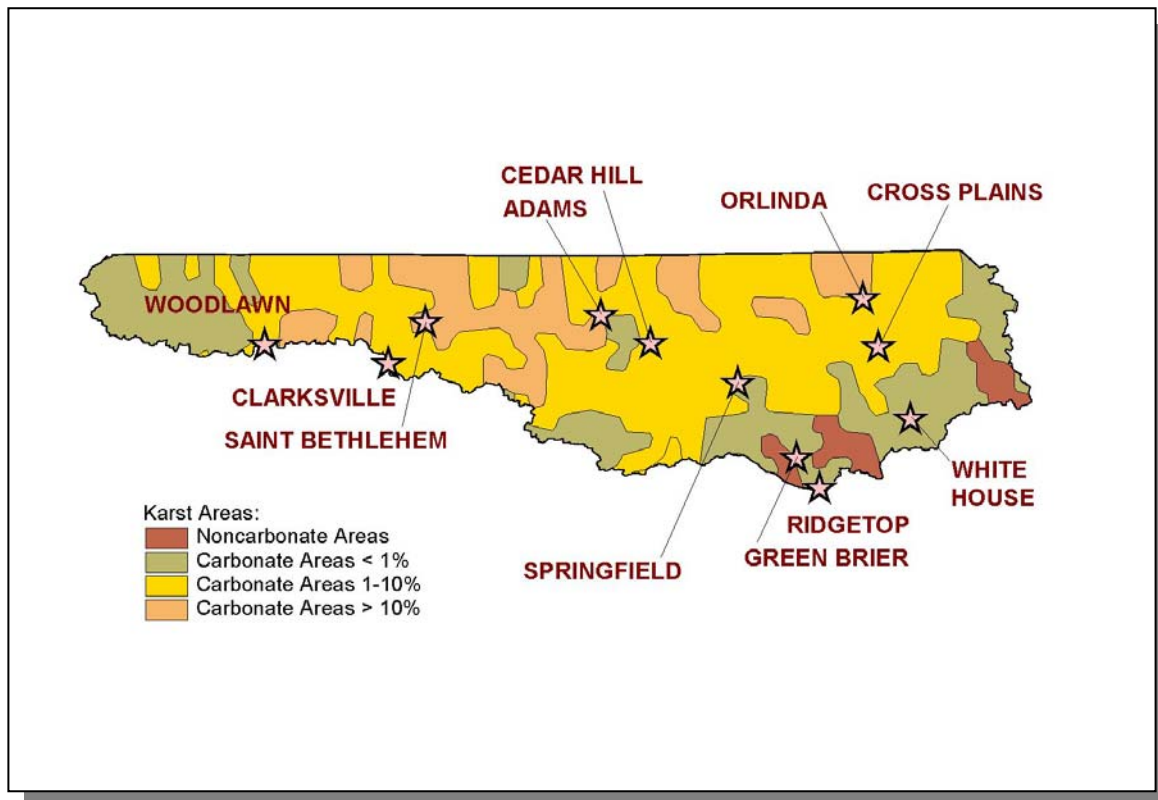 CEDAR HILL
ADAMS
ORLINDA
CROSS PLAINS
WOODLAWN
CLARKSVILLE
SAINT BETHLEHEM
WHITE
HOUSE
RIDGETOP
GREEN BRIER
SPRINGFIELD
Karst Areas:
Noncarbonate Areas
Carbonate Areas < 1%
Carbonate Areas 1-10%
Carbonate Areas > 10%